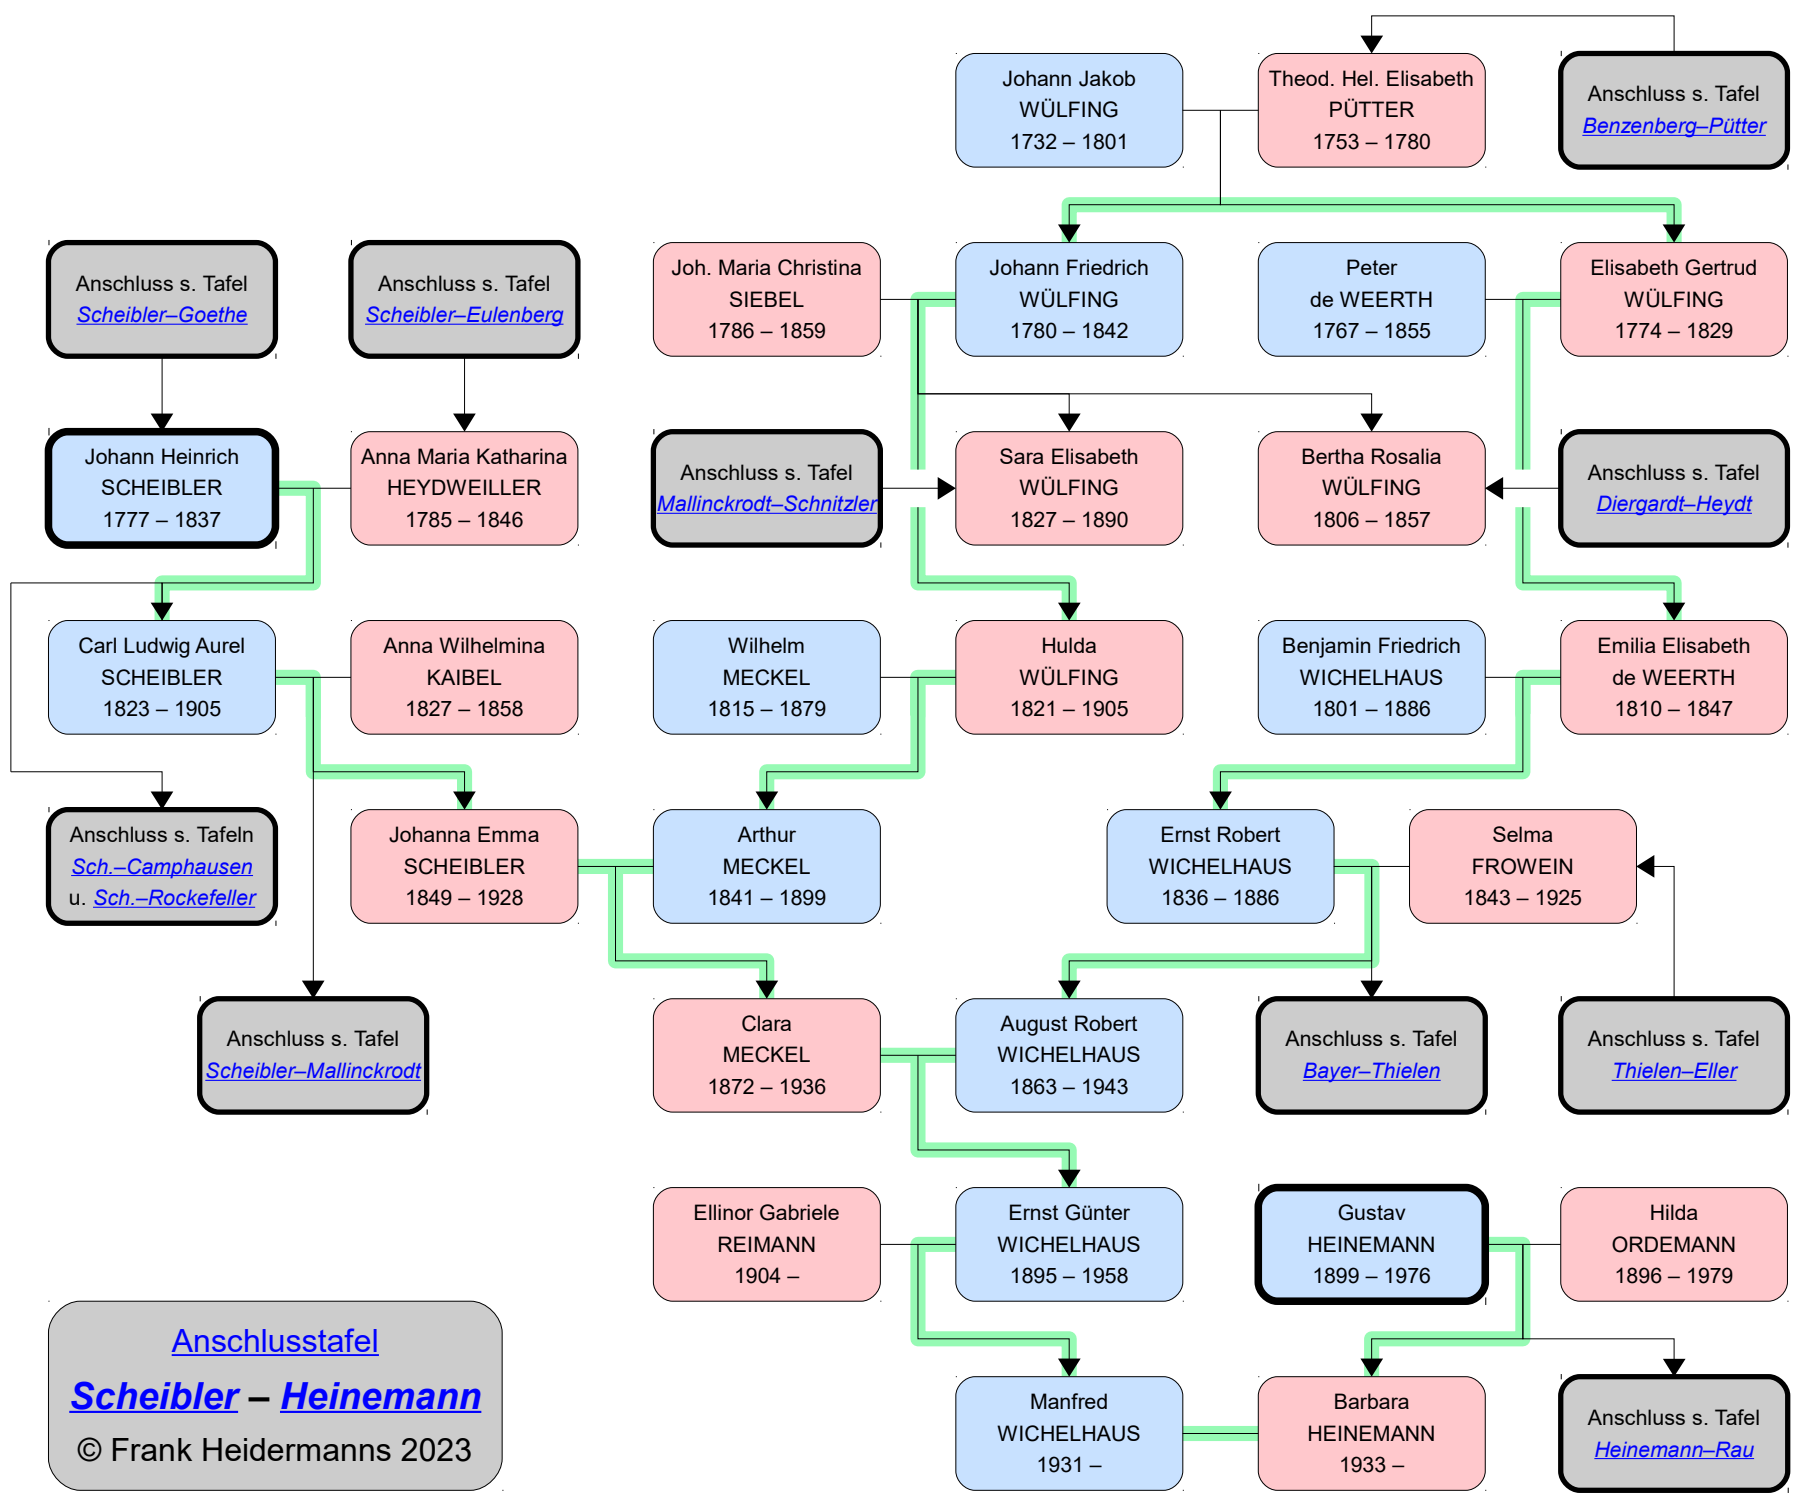 Johann Jakob
WÜLFING
1732 – 1801
Theod. Hel. Elisabeth
PÜTTER
1753 – 1780
Anschluss s. Tafel
Benzenberg–Pütter
Anschluss s. Tafel
Scheibler–Goethe
Anschluss s. Tafel
Scheibler–Eulenberg
Joh. Maria Christina
SIEBEL
1786 – 1859
Johann Friedrich
WÜLFING
1780 – 1842
Peter
de WEERTH
1767 – 1855
Elisabeth Gertrud
WÜLFING
1774 – 1829
Johann Heinrich
SCHEIBLER
1777 – 1837
Anna Maria Katharina
HEYDWEILLER
1785 – 1846
Anschluss s. Tafel
Mallinckrodt–Schnitzler
Sara Elisabeth
WÜLFING
1827 – 1890
Bertha Rosalia
WÜLFING
1806 – 1857
Anschluss s. Tafel
Diergardt–Heydt
Carl Ludwig Aurel
SCHEIBLER
1823 – 1905
Anna Wilhelmina
KAIBEL
1827 – 1858
Wilhelm
MECKEL
1815 – 1879
Hulda
WÜLFING
1821 – 1905
Benjamin Friedrich
WICHELHAUS
1801 – 1886
Emilia Elisabeth
de WEERTH
1810 – 1847
Anschluss s. Tafeln
Sch.–Camphausen
u. Sch.–Rockefeller
Johanna Emma
SCHEIBLER
1849 – 1928
Arthur
MECKEL
1841 – 1899
Ernst Robert
WICHELHAUS
1836 – 1886
Selma
FROWEIN
1843 – 1925
Anschluss s. Tafel
Scheibler–Mallinckrodt
Clara
MECKEL
1872 – 1936
August Robert
WICHELHAUS
1863 – 1943
Anschluss s. Tafel
Bayer–Thielen
Anschluss s. Tafel
Thielen–Eller
Ellinor Gabriele
REIMANN
1904 –
Ernst Günter
WICHELHAUS
1895 – 1958
Gustav
HEINEMANN
1899 – 1976
Hilda
ORDEMANN
1896 – 1979
Anschlusstafel
Scheibler – Heinemann
© Frank Heidermanns 2023
Manfred
WICHELHAUS
1931 –
Barbara
HEINEMANN
1933 –
Anschluss s. Tafel
Heinemann–Rau